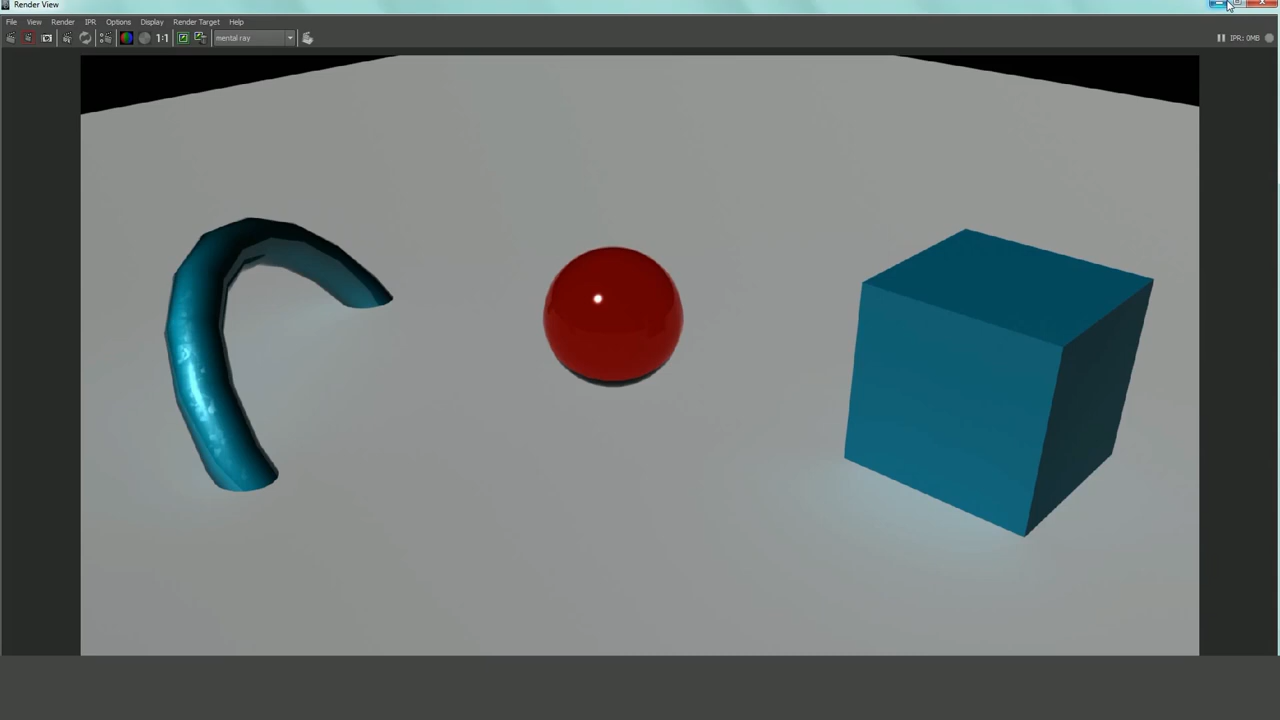 Render View
File View Render IPR Options Display Render Target Help
1:1 mental ray IPR: 0MB